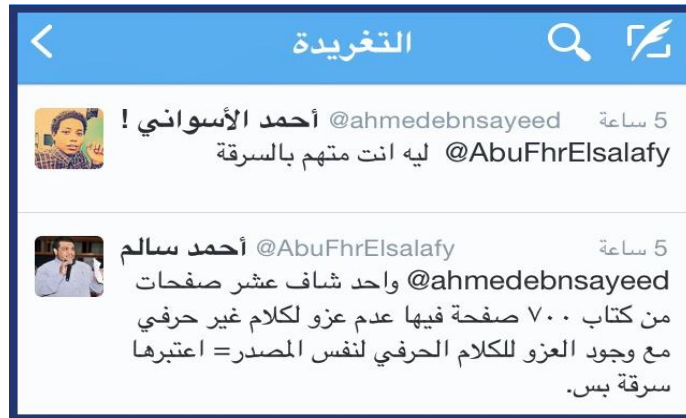 التغريدة
أحمد الأسواني ! @ahmedebnsayeed 5 ساعة
@AbuFhrElsalafy ليه انت متهم بالسرقة
أحمد سالم @AbuFhrElsalafy 5 ساعة
@ahmedebnsayeed واحد شاف عشر صفحات
من كتاب ٧٠٠ صفحة فيها عدم عزو لكلام غير حرفي
مع وجود العزو للكلام الحرفي لنفس المصدر= اعتبرها
سرقة بس.